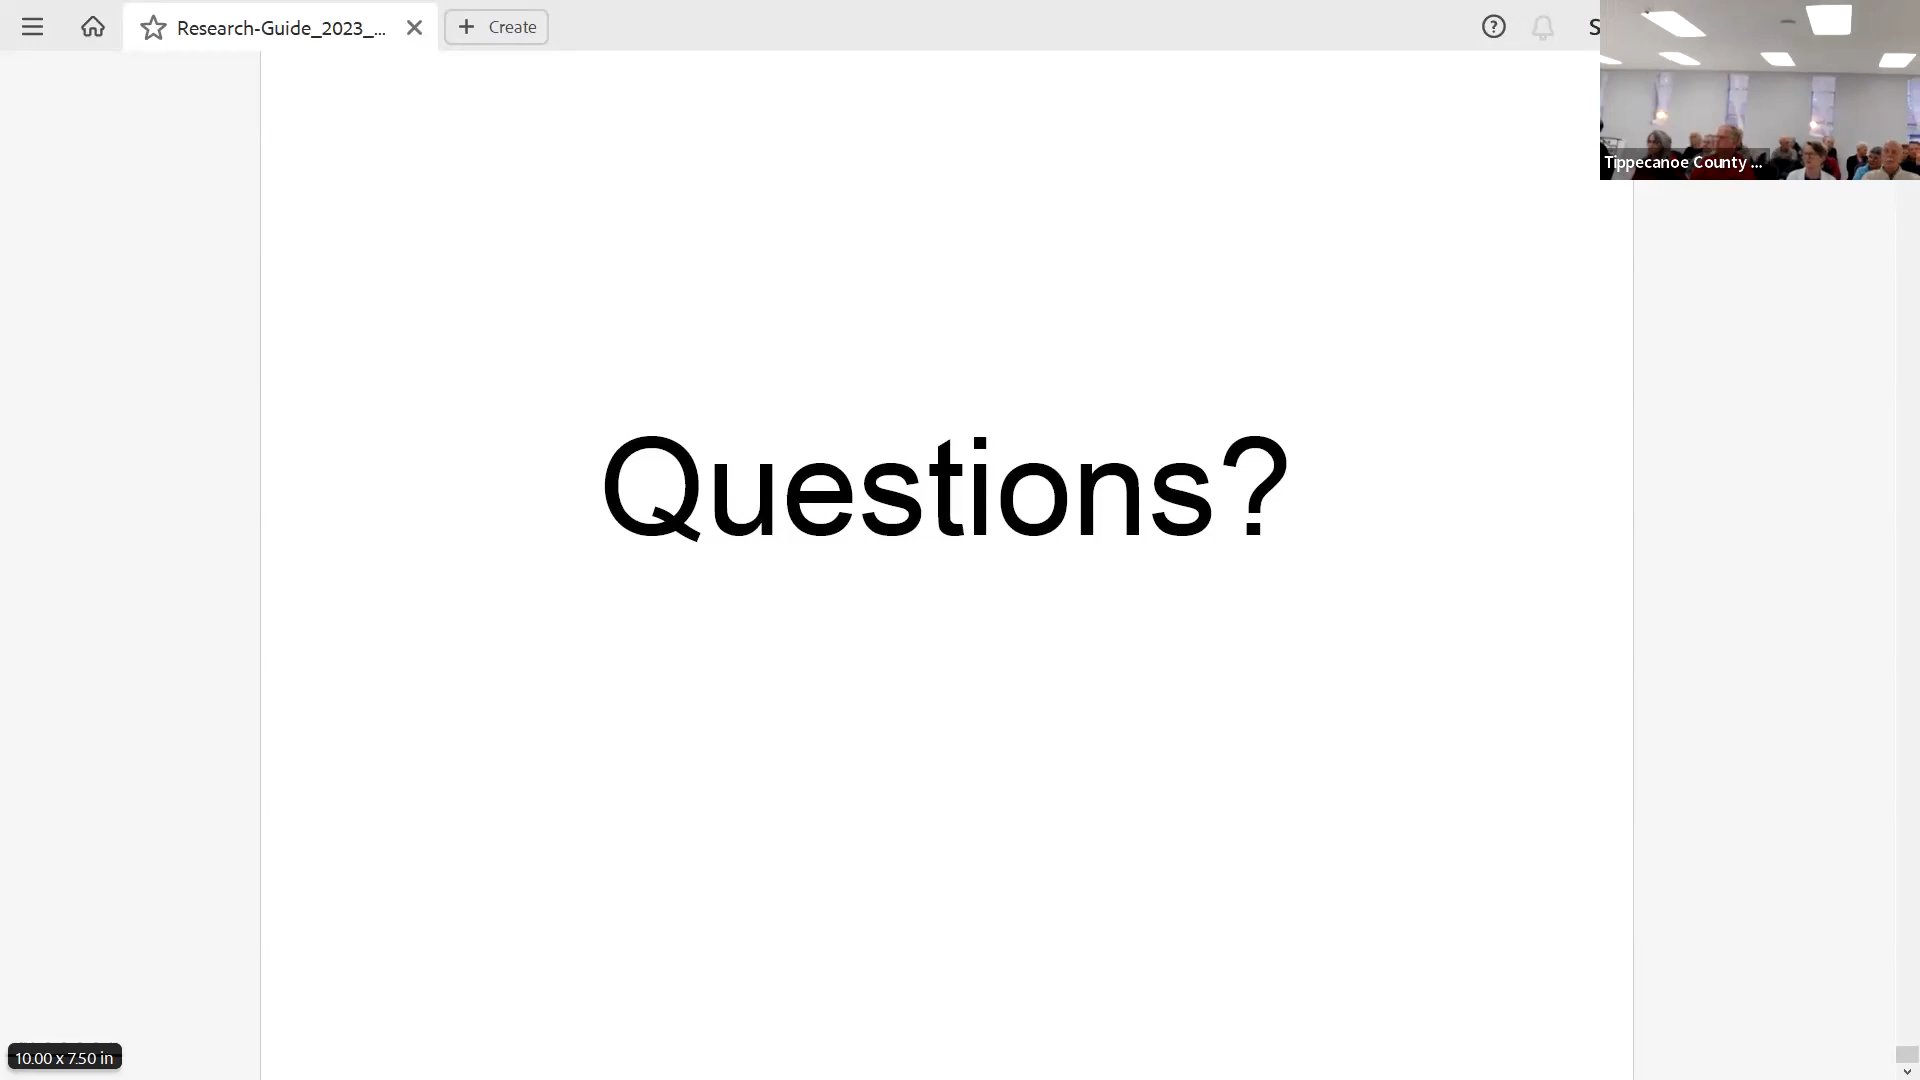 Research-Guide_2023_...
Create
S
Tippecanoe County ...
Questions?
10.00 x 7.50 in